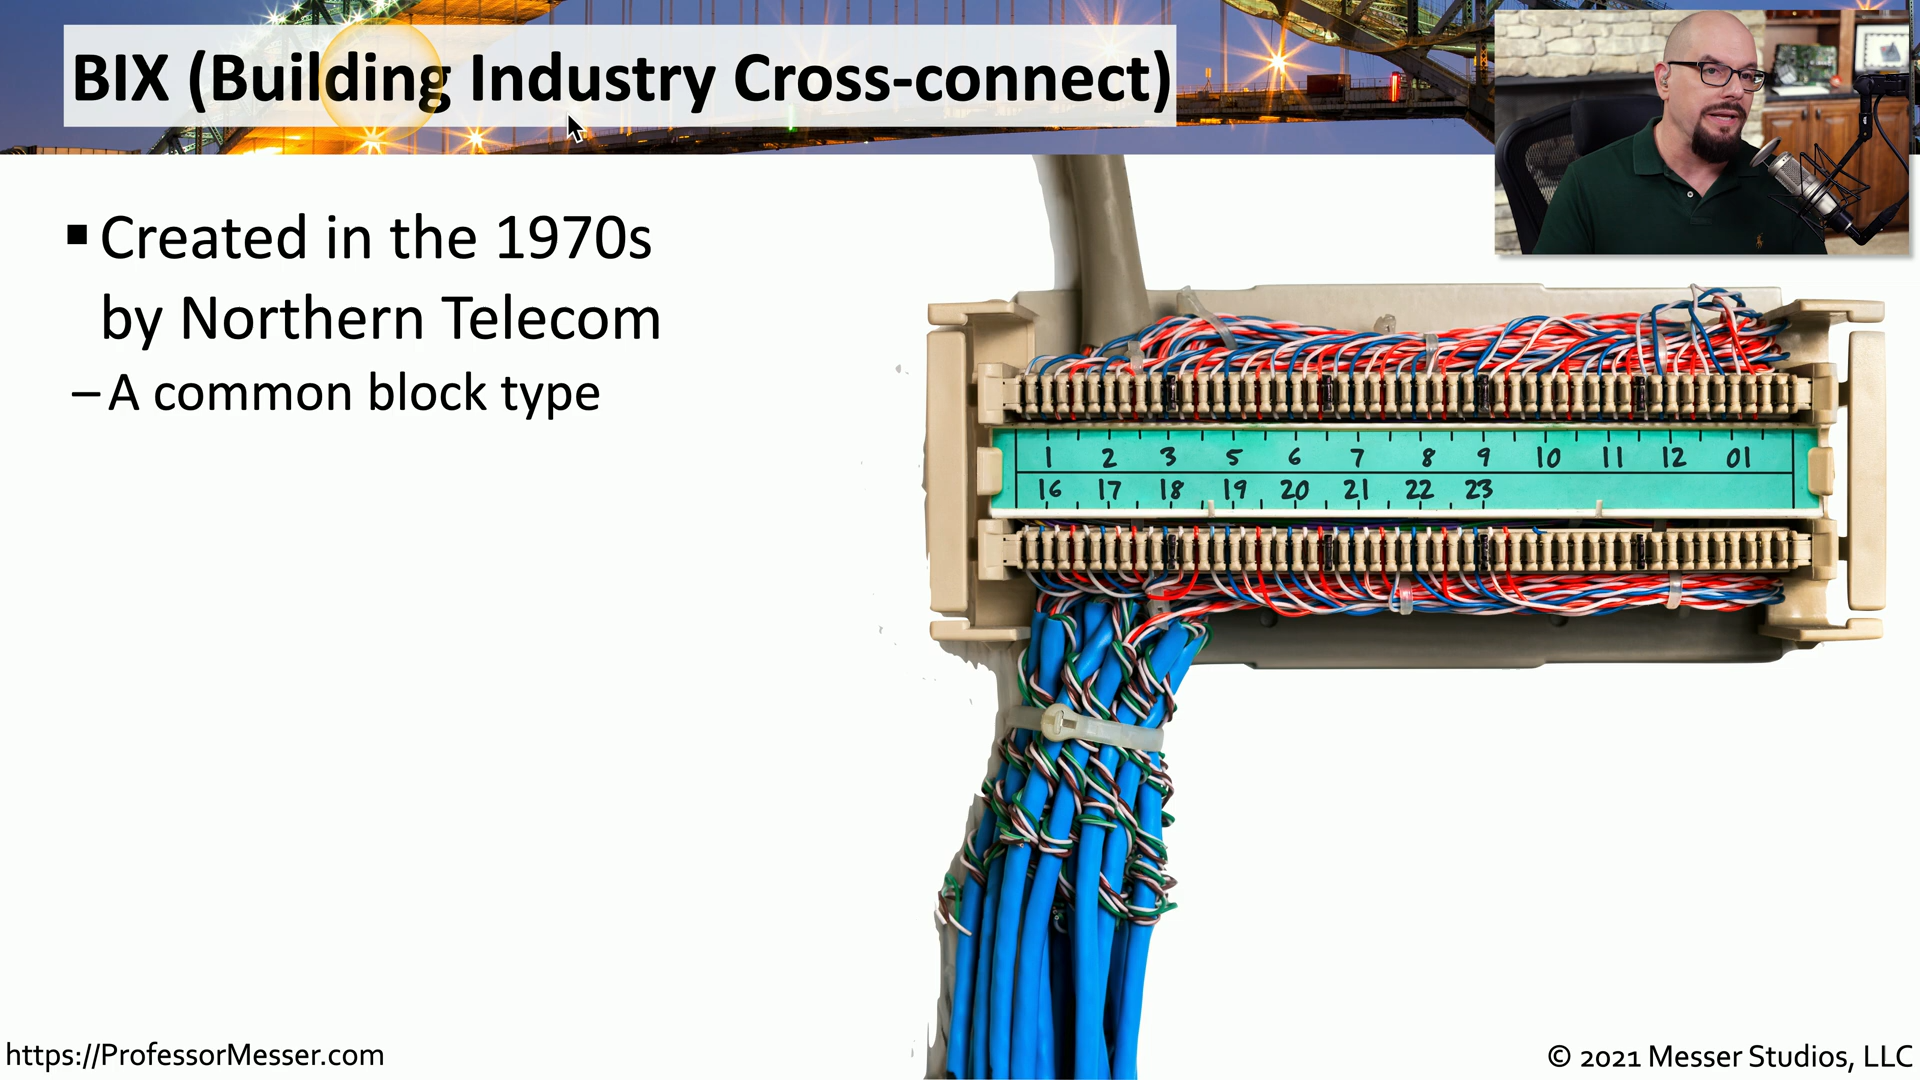 BIX (Building Industry Cross-connect)
▪ Created in the 1970s
by Northern Telecom
– A common block type
1 2 3 5 6 7 8 9 10 11 12 01
16 17 18 19 20 21 22 23
https://ProfessorMesser.com
© 2021 Messer Studios, LLC